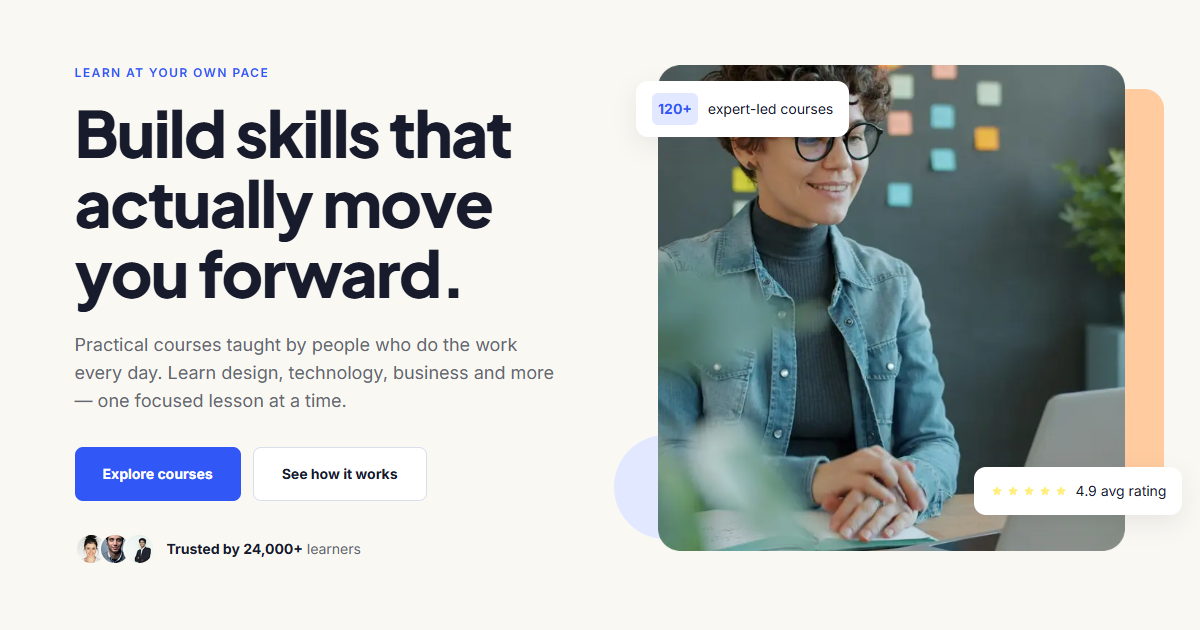 LEARN AT YOUR OWN PACE
Build skills that
actually move
you forward.
Practical courses taught by people who do the work
every day. Learn design, technology, business and more
— one focused lesson at a time.
Explore courses
See how it works
Trusted by 24,000+ learners
120+ expert-led courses
4.9 avg rating